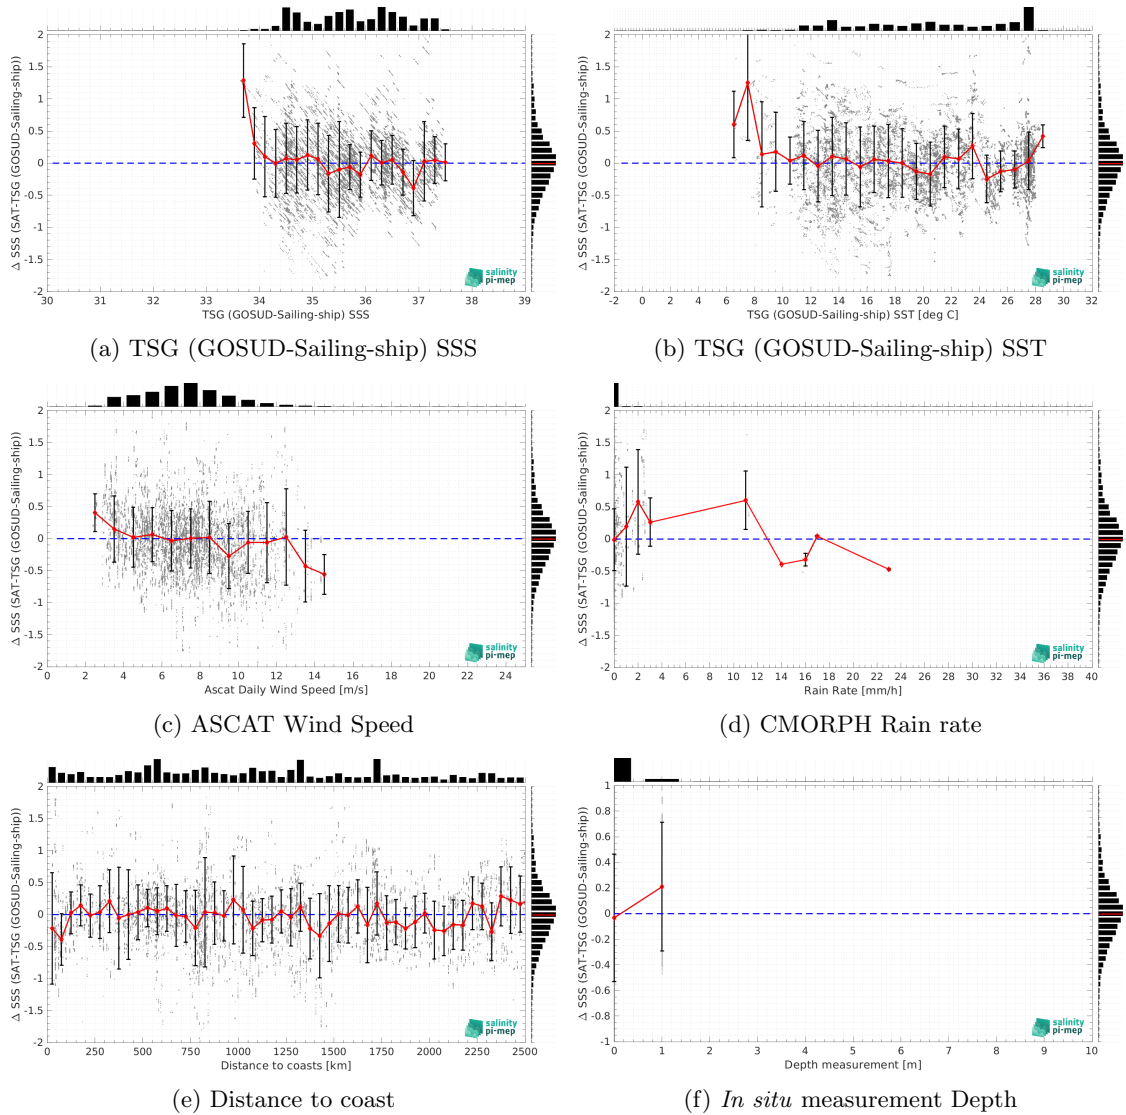 2
1.5
1
0.5
0
-0.5
-1
-1.5
-2
Δ SSS (SAT-TSG (GOSUD-Sailing-ship))
salinity
pi-mep
30 31 32 33 34 35 36 37 38 39
TSG (GOSUD-Sailing-ship) SSS
(a) TSG (GOSUD-Sailing-ship) SSS
2
1.5
1
0.5
0
-0.5
-1
-1.5
-2
Δ SSS (SAT-TSG (GOSUD-Sailing-ship))
salinity
pi-mep
-2 0 2 4 6 8 10 12 14 16 18 20 22 24 26 28 30 32
TSG (GOSUD-Sailing-ship) SST [deg C]
(b) TSG (GOSUD-Sailing-ship) SST
2
1.5
1
0.5
0
-0.5
-1
-1.5
-2
Δ SSS (SAT-TSG (GOSUD-Sailing-ship))
salinity
pi-mep
0 2 4 6 8 10 12 14 16 18 20 22 24
Ascat Daily Wind Speed [m/s]
(c) ASCAT Wind Speed
2
1.5
1
0.5
0
-0.5
-1
-1.5
-2
Δ SSS (SAT-TSG (GOSUD-Sailing-ship))
salinity
pi-mep
0 2 4 6 8 10 12 14 16 18 20 22 24 26 28 30 32 34 36 38 40
Rain Rate [mm/h]
(d) CMORPH Rain rate
2
1.5
1
0.5
0
-0.5
-1
-1.5
-2
Δ SSS (SAT-TSG (GOSUD-Sailing-ship))
salinity
pi-mep
0 250 500 750 1000 1250 1500 1750 2000 2250 2500
Distance to coasts [km]
(e) Distance to coast
1
0.8
0.6
0.4
0.2
0
-0.2
-0.4
-0.6
-0.8
-1
Δ SSS (SAT-TSG (GOSUD-Sailing-ship))
salinity
pi-mep
0 1 2 3 4 5 6 7 8 9 10
Depth measurement [m]
(f) In situ measurement Depth